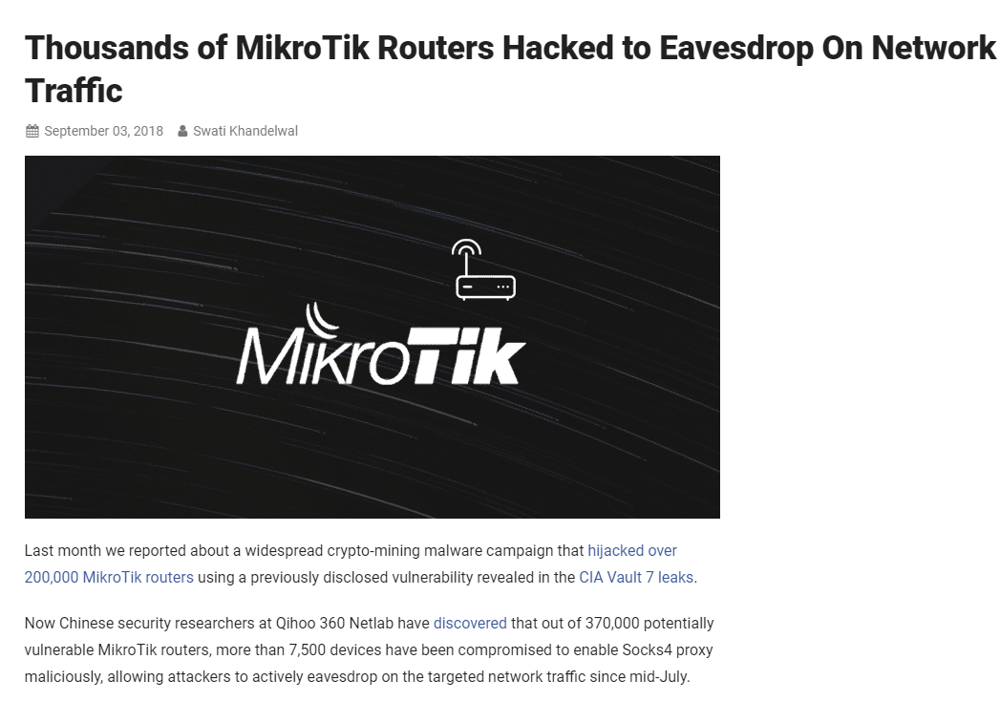 Thousands of MikroTik Routers Hacked to Eavesdrop On Network
Traffic
September 03, 2018 Swati Khandelwal
MikroTik
Last month we reported about a widespread crypto-mining malware campaign that hijacked over
200,000 MikroTik routers using a previously disclosed vulnerability revealed in the CIA Vault 7 leaks.
Now Chinese security researchers at Qihoo 360 Netlab have discovered that out of 370,000 potentially
vulnerable MikroTik routers, more than 7,500 devices have been compromised to enable Socks4 proxy
maliciously, allowing attackers to actively eavesdrop on the targeted network traffic since mid-July.